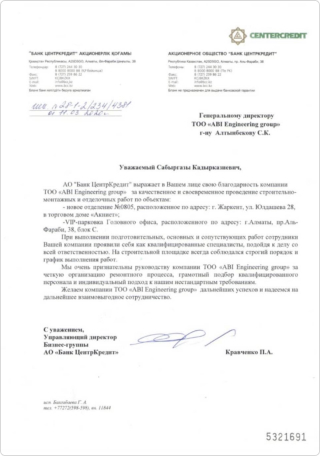 CENTERCREDIT
"БАНК ЦЕНТРКРЕДИТ" АКЦИОНЕРЛІК ҚОҒАМЫ
АКЦИОНЕРНОЕ ОБЩЕСТВО "БАНК ЦЕНТРКРЕДИТ"
Генеральному директору
ТОО «ABI Engineering group»
г-ну Алтынбекову С.К.
Уважаемый Сабыргазы Кадырказиевич,
АО "Банк ЦентрКредит" выражает в Вашем лице свою благодарность компании
ТОО «ABI Engineering group» за качественное и своевременное проведение строительно-
монтажных и отделочных работ по объектам:
- новое отделение №0805, расположенное по адресу: г. Жаркент, ул. Юлдашева 28,
в торговом доме «Акниет»;
-VIP-парковка Головного офиса, расположенного по адресу: г.Алматы, пр.Аль-
Фараби, 38, блок С.
При выполнении подготовительных, основных и сопутствующих работ сотрудники
Вашей компании проявили себя как квалифицированные специалисты, подойдя к делу со
всей ответственностью. На строительной площадке всегда соблюдался строгий порядок и
график выполнения работ.
Мы очень признательны руководству компании ТОО «ABI Engineering group» за
четкую организацию ремонтного процесса, грамотный подбор квалифицированного
персонала и индивидуальный подход к нашим нестандартным требованиям.
Желаем компании ТОО «ABI Engineering group» дальнейших успехов и надеемся на
дальнейшее взаимовыгодное сотрудничество.
С уважением,
Управляющий директор
Бизнес-группы
АО «Банк ЦентрКредит»
Кравченко П.А.
5321691